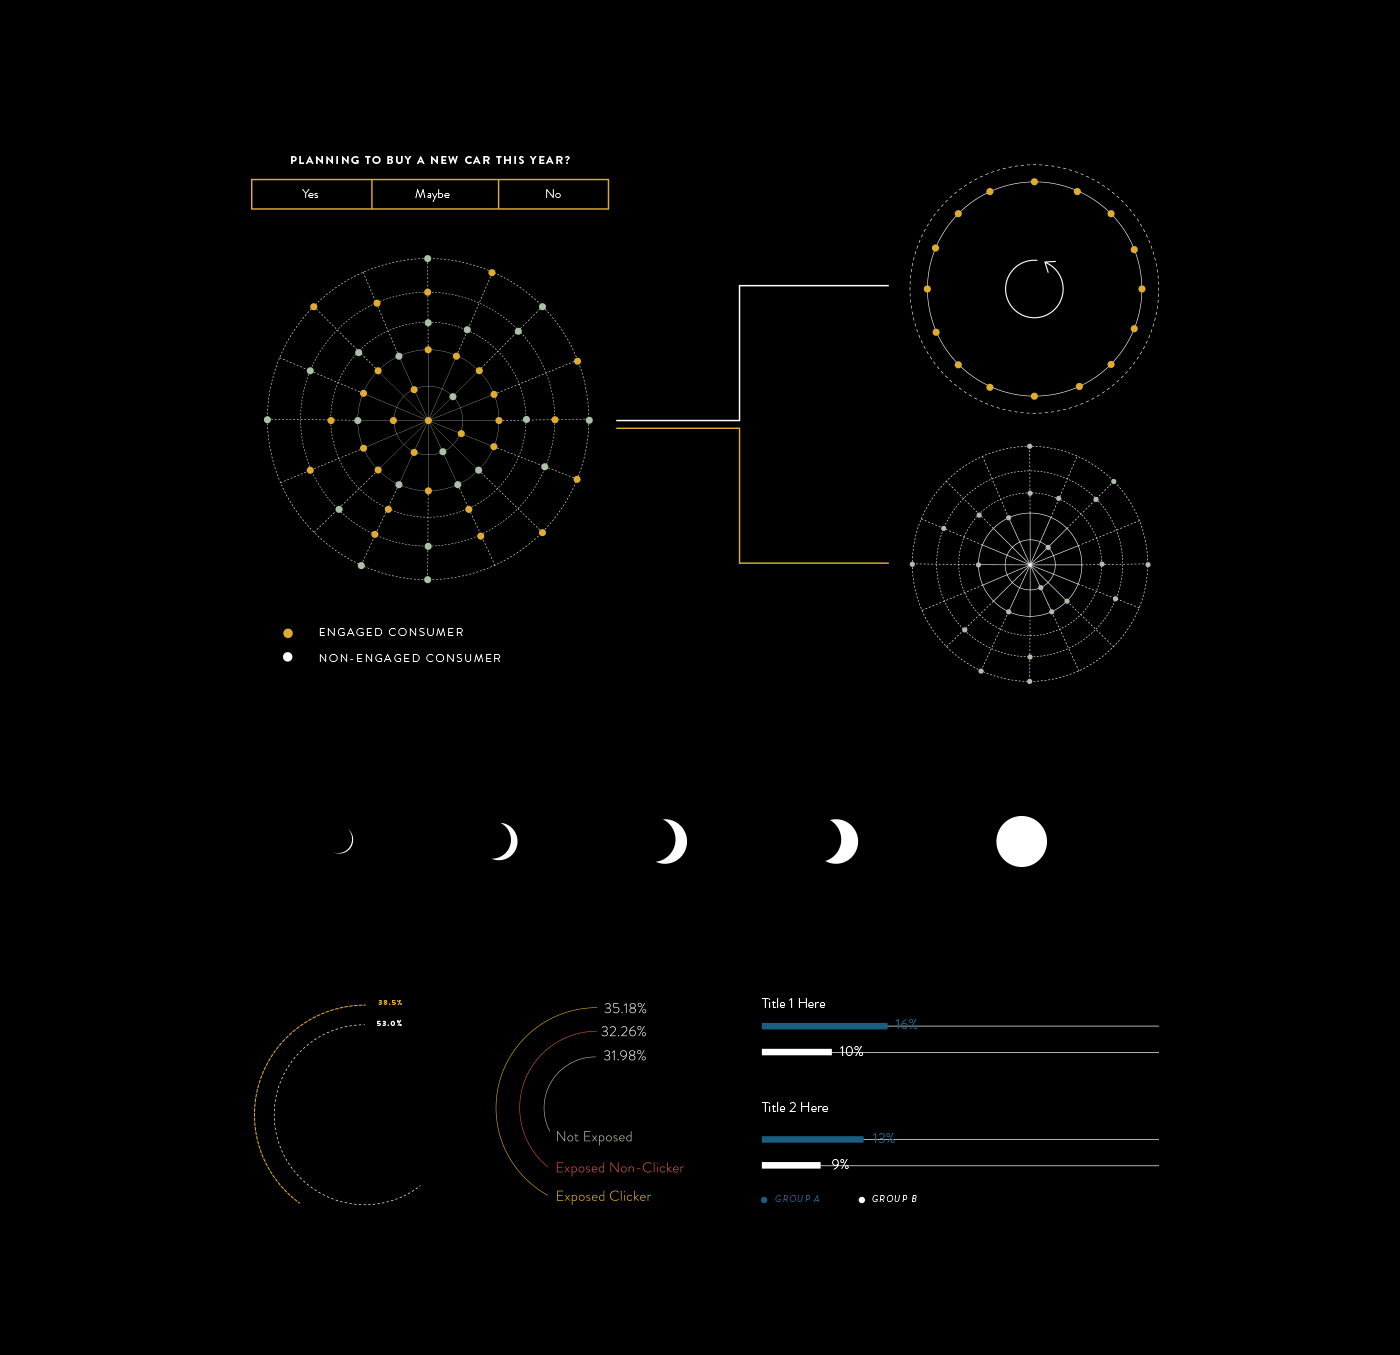 PLANNING TO BUY A NEW CAR THIS YEAR?
Yes Maybe No
ENGAGED CONSUMER
NON-ENGAGED CONSUMER
38.5%
53.0%
35.18%
32.26%
31.98%
Not Exposed
Exposed Non-Clicker
Exposed Clicker
Title 1 Here
16%
10%
Title 2 Here
13%
9%
GROUP A GROUP B